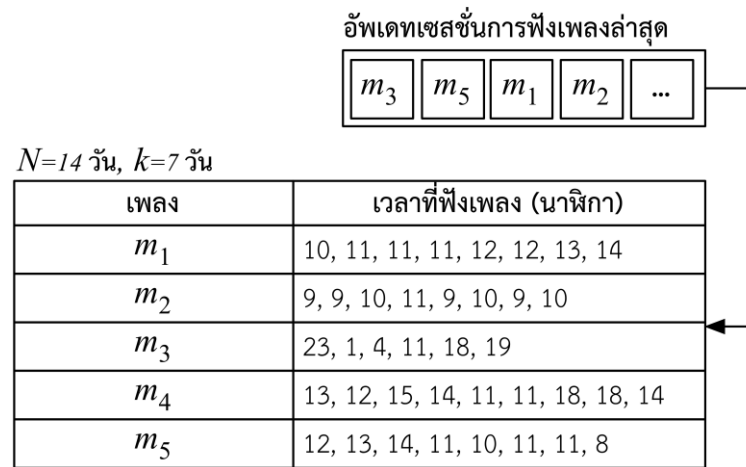 อัพเดทเซสชั่นการฟังเพลงล่าสุด
m3 m5 m1 m2 ...
N=14 วัน, k=7 วัน
เพลง เวลาที่ฟังเพลง (นาฬิกา)
m1 10, 11, 11, 11, 12, 12, 13, 14
m2 9, 9, 10, 11, 9, 10, 9, 10
m3 23, 1, 4, 11, 18, 19
m4 13, 12, 15, 14, 11, 11, 18, 18, 14
m5 12, 13, 14, 11, 10, 11, 11, 8